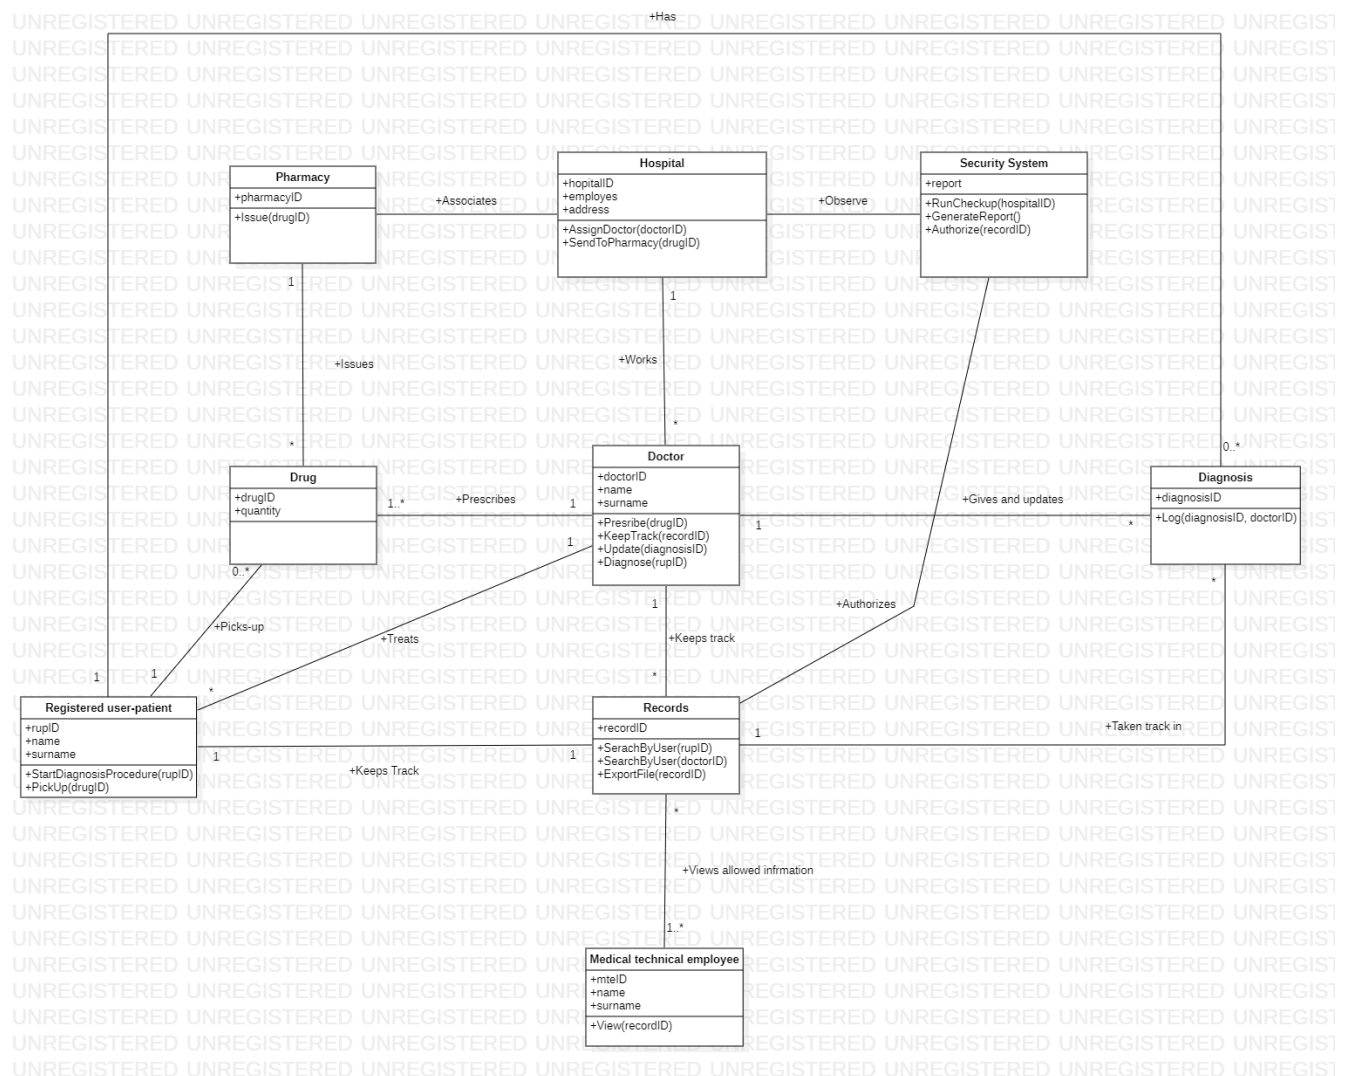 +Has
Pharmacy
+pharmacyID
+Issue(drugID)
+Associates
Hospital
+hopitalID
+employes
+address
+AssignDoctor(doctorID)
+SendToPharmacy(drugID)
+Observe
Security System
+report
+RunCheckup(hospitalID)
+GenerateReport()
+Authorize(recordID)
1
+Issues
*
1
+Works
*
0..*
Drug
+drugID
+quantity
1..*
+Prescribes
1
Doctor
+doctorID
+name
+surname
+Presribe(drugID)
+KeepTrack(recordID)
+Update(diagnosisID)
+Diagnose(rupID)
1
+Gives and updates
*
Diagnosis
+diagnosisID
+Log(diagnosisID, doctorID)
0..*
+Picks-up
1
1
+Treats
*
1
+Keeps track
*
+Authorizes
*
+Taken track in
1
1
Registered user-patient
+rupID
+name
+surname
+StartDiagnosisProcedure(rupID)
+PickUp(drugID)
1
+Keeps Track
1
Records
+recordID
+SerachByUser(rupID)
+SearchByUser(doctorID)
+ExportFile(recordID)
*
+Views allowed infrmation
1..*
Medical technical employee
+mteID
+name
+surname
+View(recordID)
UNREGISTERED